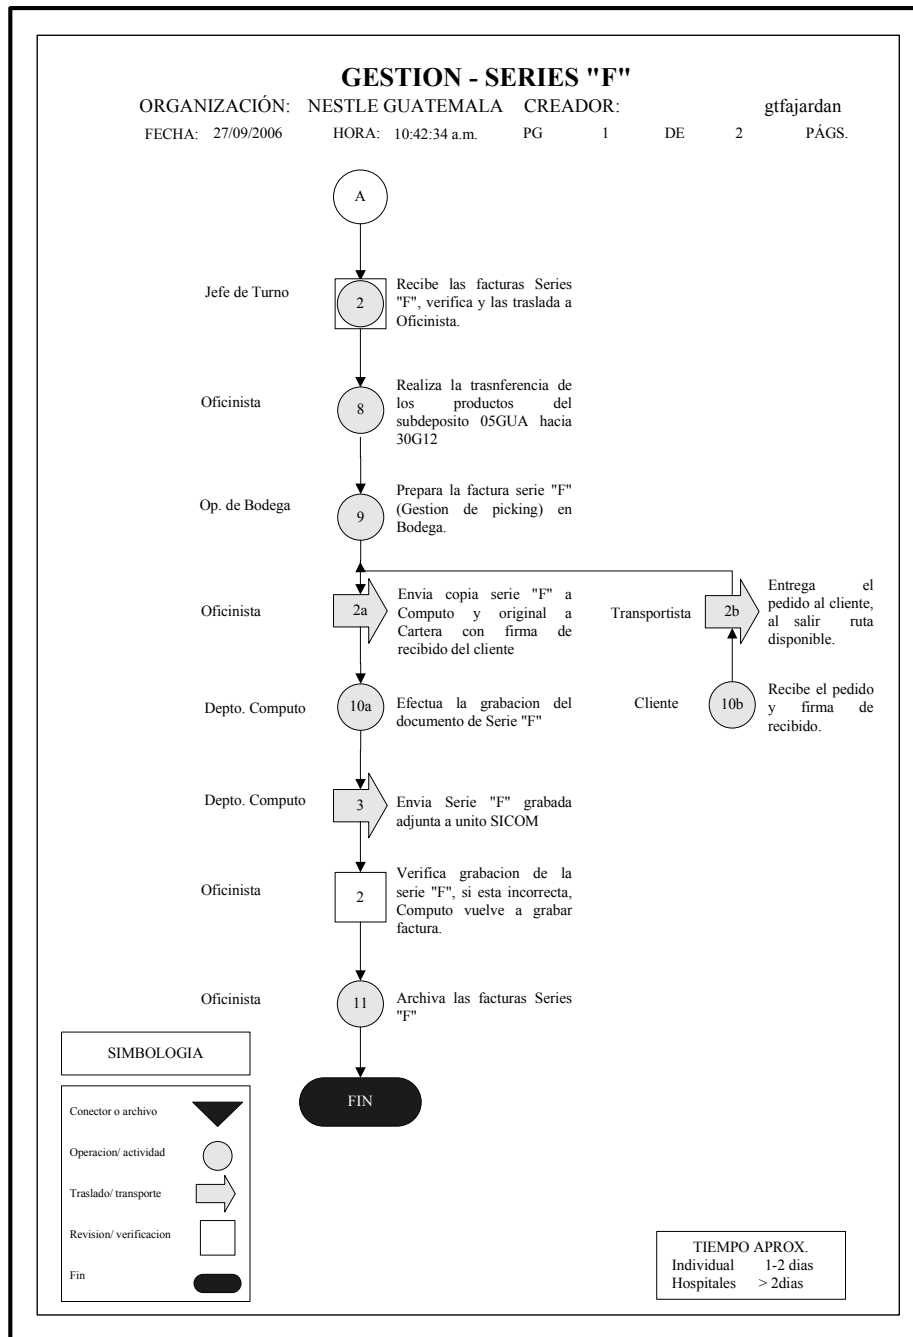 GESTION - SERIES "F"
ORGANIZACIÓN: NESTLE GUATEMALA CREADOR: gtfajardan
FECHA: 27/09/2006 HORA: 10:42:34 a.m. PG 1 DE 2 PÁGS.
A
Jefe de Turno
2
Recibe las facturas Series
"F", verifica y las traslada a
Oficinista.
Oficinista
8
Realiza la trasnferencia de
los productos del
subdeposito 05GUA hacia
30G12
Op. de Bodega
9
Prepara la factura serie "F"
(Gestion de picking) en
Bodega.
Oficinista
2a
Envia copia serie "F" a
Computo y original a
Cartera con firma de
recibido del cliente
Transportista
2b
Entrega el
pedido al cliente,
al salir ruta
disponible.
Depto. Computo
10a
Efectua la grabacion del
documento de Serie "F"
Cliente
10b
Recibe el pedido
y firma de
recibido.
Depto. Computo
3
Envia Serie "F" grabada
adjunta a unito SICOM
Oficinista
2
Verifica grabacion de la
serie "F", si esta incorrecta,
Computo vuelve a grabar
factura.
Oficinista
11
Archiva las facturas Series
"F"
FIN
SIMBOLOGIA
Conector o archivo
Operacion/ actividad
Traslado/ transporte
Revision/ verificacion
Fin
TIEMPO APROX.
Individual 1-2 dias
Hospitales > 2dias